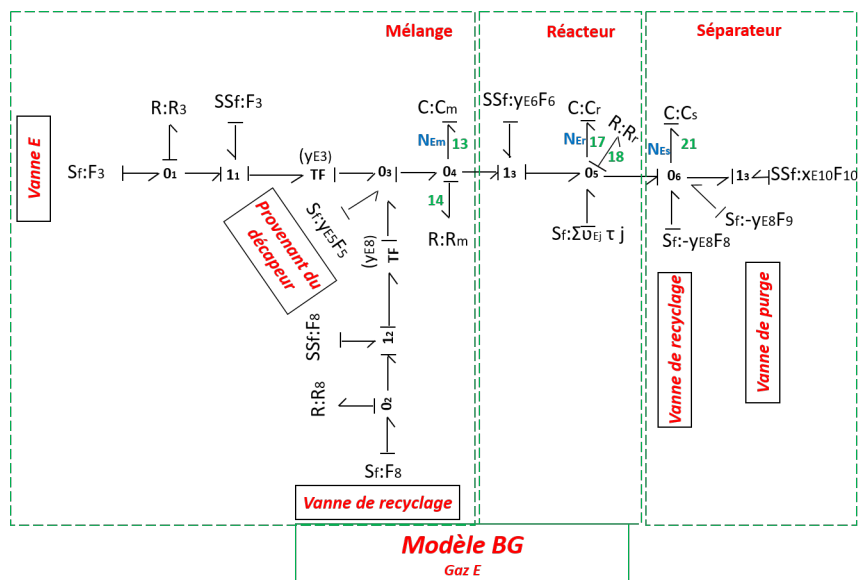 Mélange
Réacteur
Séparateur
Vanne E
R:R3
SSf:F3
Sf:F3
01
11
(yE3)
TF
03
C:Cm
NEm
13
04
14
R:Rm
SSf:yE6F6
13
C:Cr
R:Rr
NEr
17
18
05
Sf:Συ̅Ej τ j
C:Cs
NEs
21
06
13
SSf:xE10F10
Sf:-yE8F9
Sf:-yE8F8
Sf:yE5F5
Provenant du
décapeur
(yE8)
TF
SSf:F8
12
R:R8
02
Sf:F8
Vanne de recyclage
Vanne de recyclage
Vanne de purge
Modèle BG
Gaz E